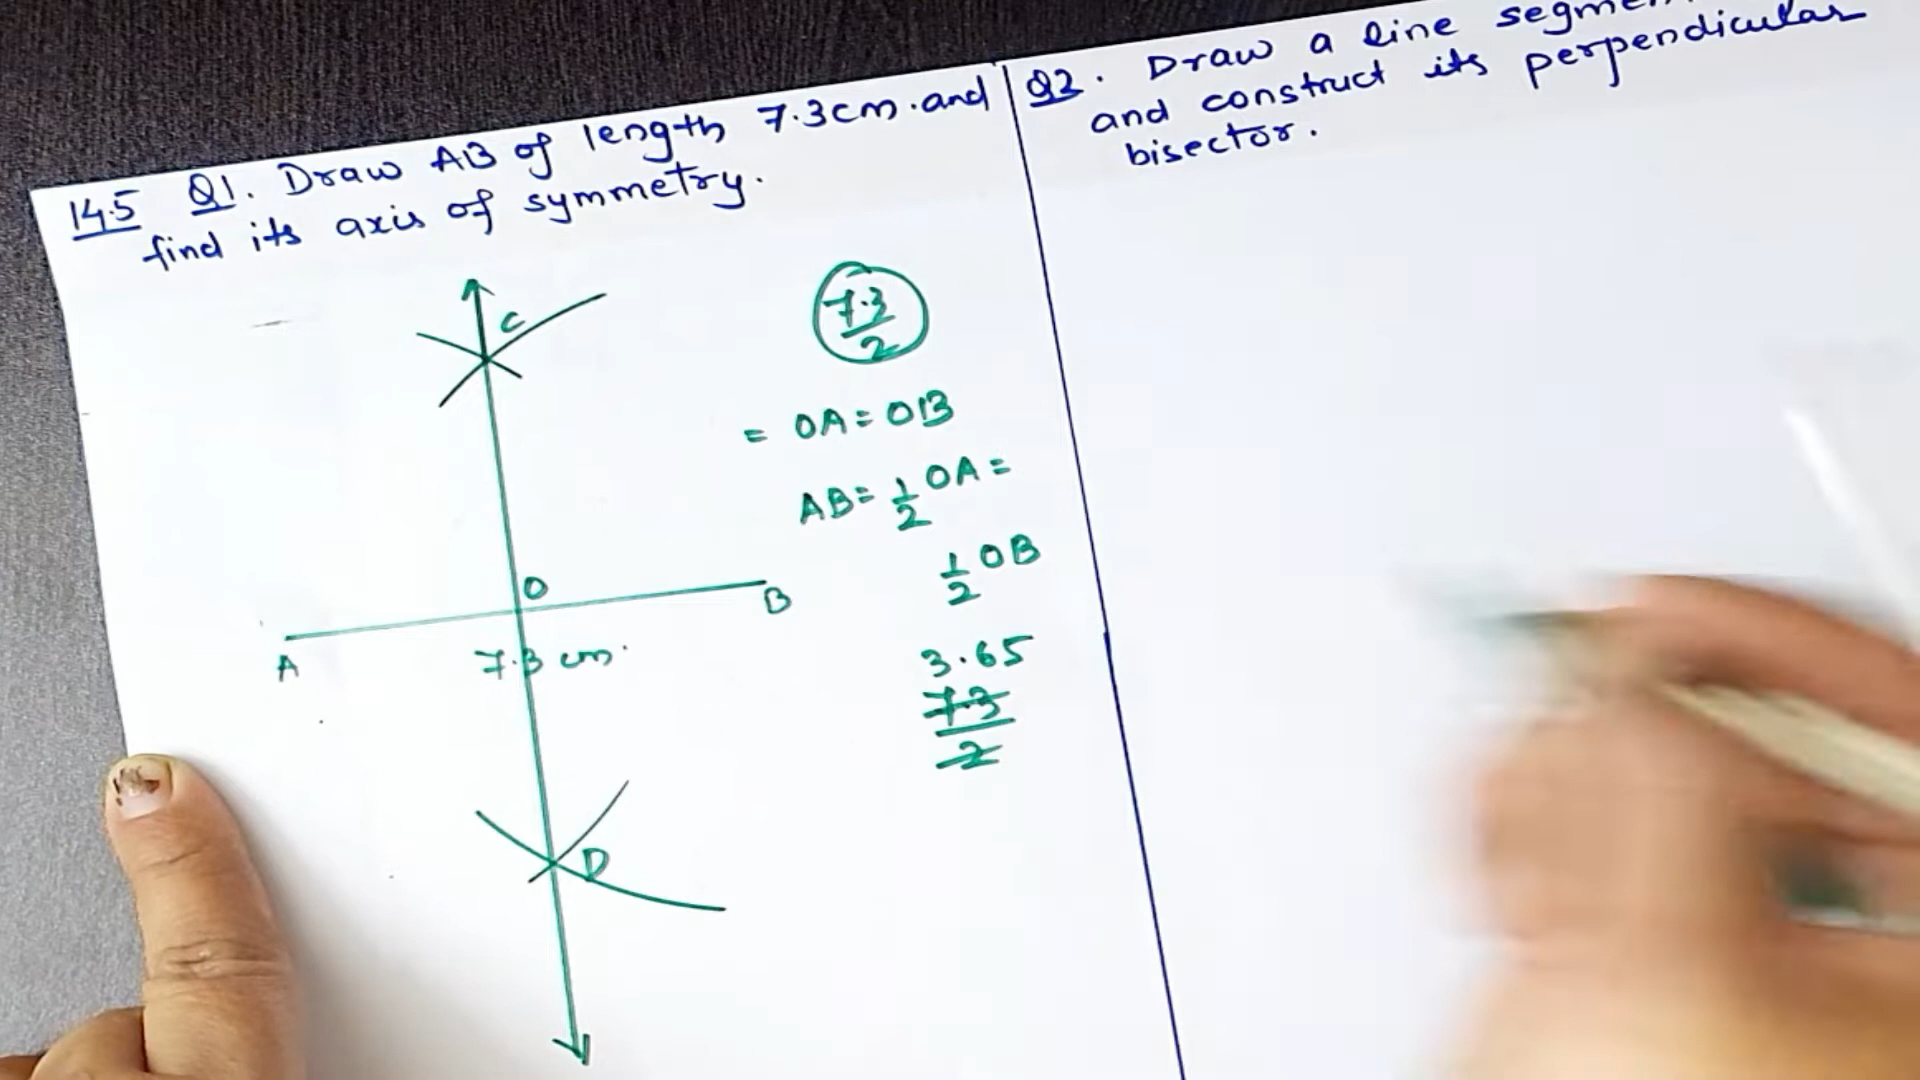 14.5 Q1. Draw AB of length 7.3cm. and
find its axis of symmetry.
C
O
A
B
7.3 cm.
D
7.3
2
= OA = OB
AB = 1/2 OA =
1/2 OB
3.65
7.3
2
Q2. Draw a line
and construct its perpendicular
bisector.